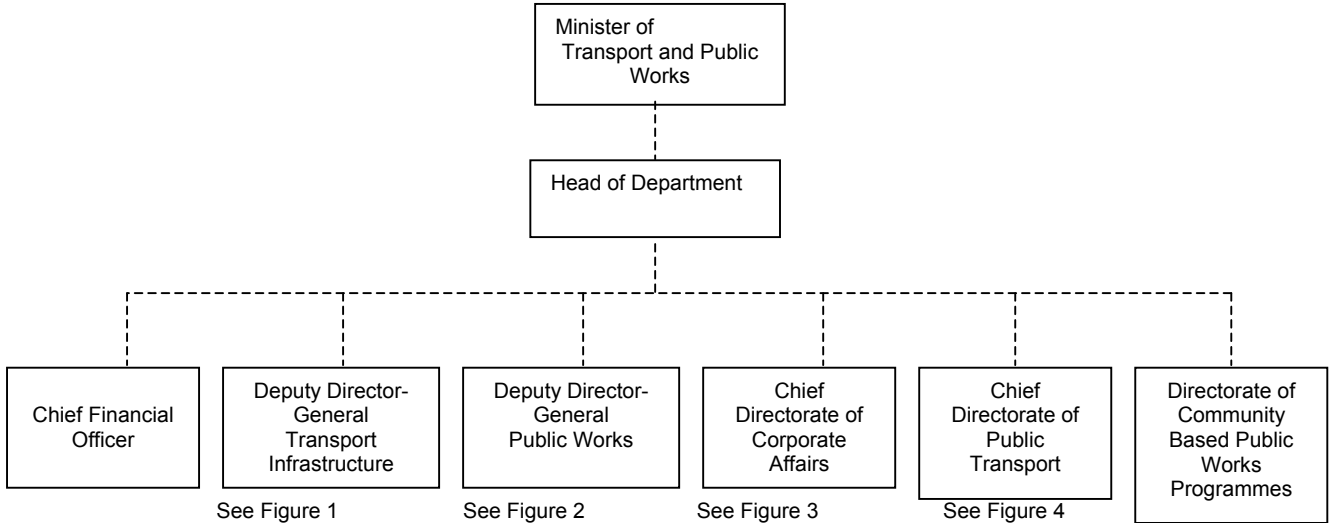 Minister of
Transport and Public
Works
Head of Department
Chief Financial
Officer
Deputy Director-
General
Transport
Infrastructure
Deputy Director-
General
Public Works
Chief
Directorate of
Corporate
Affairs
Chief
Directorate of
Public
Transport
Directorate of
Community
Based Public
Works
Programmes
See Figure 1
See Figure 2
See Figure 3
See Figure 4